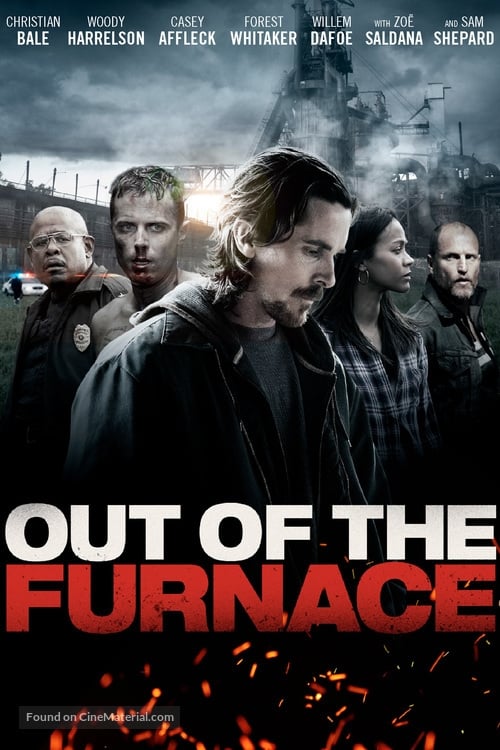 CHRISTIAN WOODY CASEY FOREST WILLEM WITH ZOË AND SAM
BALE HARRELSON AFFLECK WHITAKER DAFOE SALDANA SHEPARD
OUT OF THE
FURNACE
Found on CineMaterial.com